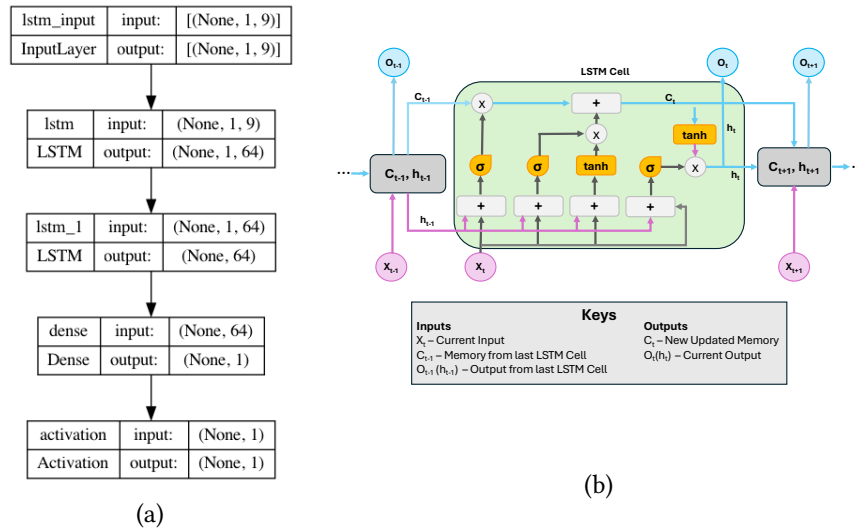 lstm_input input: [(None, 1, 9)]
InputLayer output: [(None, 1, 9)]
lstm input: (None, 1, 9)
LSTM output: (None, 1, 64)
lstm_1 input: (None, 1, 64)
LSTM output: (None, 64)
dense input: (None, 64)
Dense output: (None, 1)
activation input: (None, 1)
Activation output: (None, 1)
(a)
Oₜ₋₁
LSTM Cell
Oₜ
Oₜ₊₁
Cₜ₋₁
x
+
Cₜ
x
tanh
hₜ
σ
σ
tanh
σ
x
hₜ
...
Cₜ₋₁, hₜ₋₁
Cₜ₊₁, hₜ₊₁
...
+
+
+
+
hₜ₋₁
Xₜ₋₁
Xₜ
Xₜ₊₁
Keys
Inputs
Xₜ – Current Input
Cₜ₋₁ – Memory from last LSTM Cell
Oₜ₋₁ (hₜ₋₁) – Output from last LSTM Cell
Outputs
Cₜ – New Updated Memory
Oₜ(hₜ) – Current Output
(b)